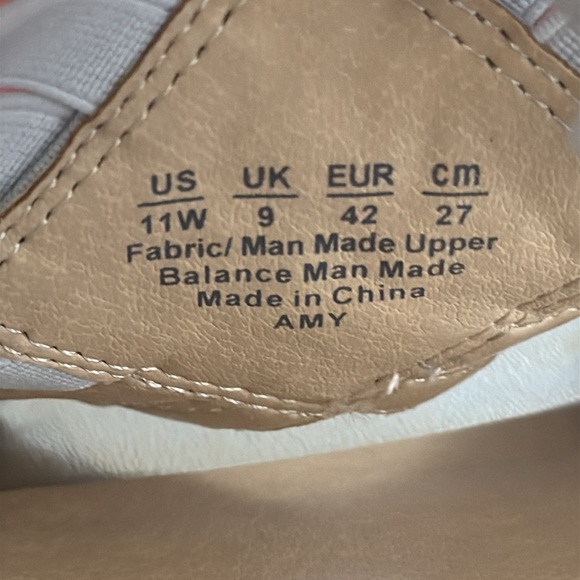 US UK EUR cm
11W 9 42 27
Fabric/ Man Made Upper
Balance Man Made
Made in China
AMY